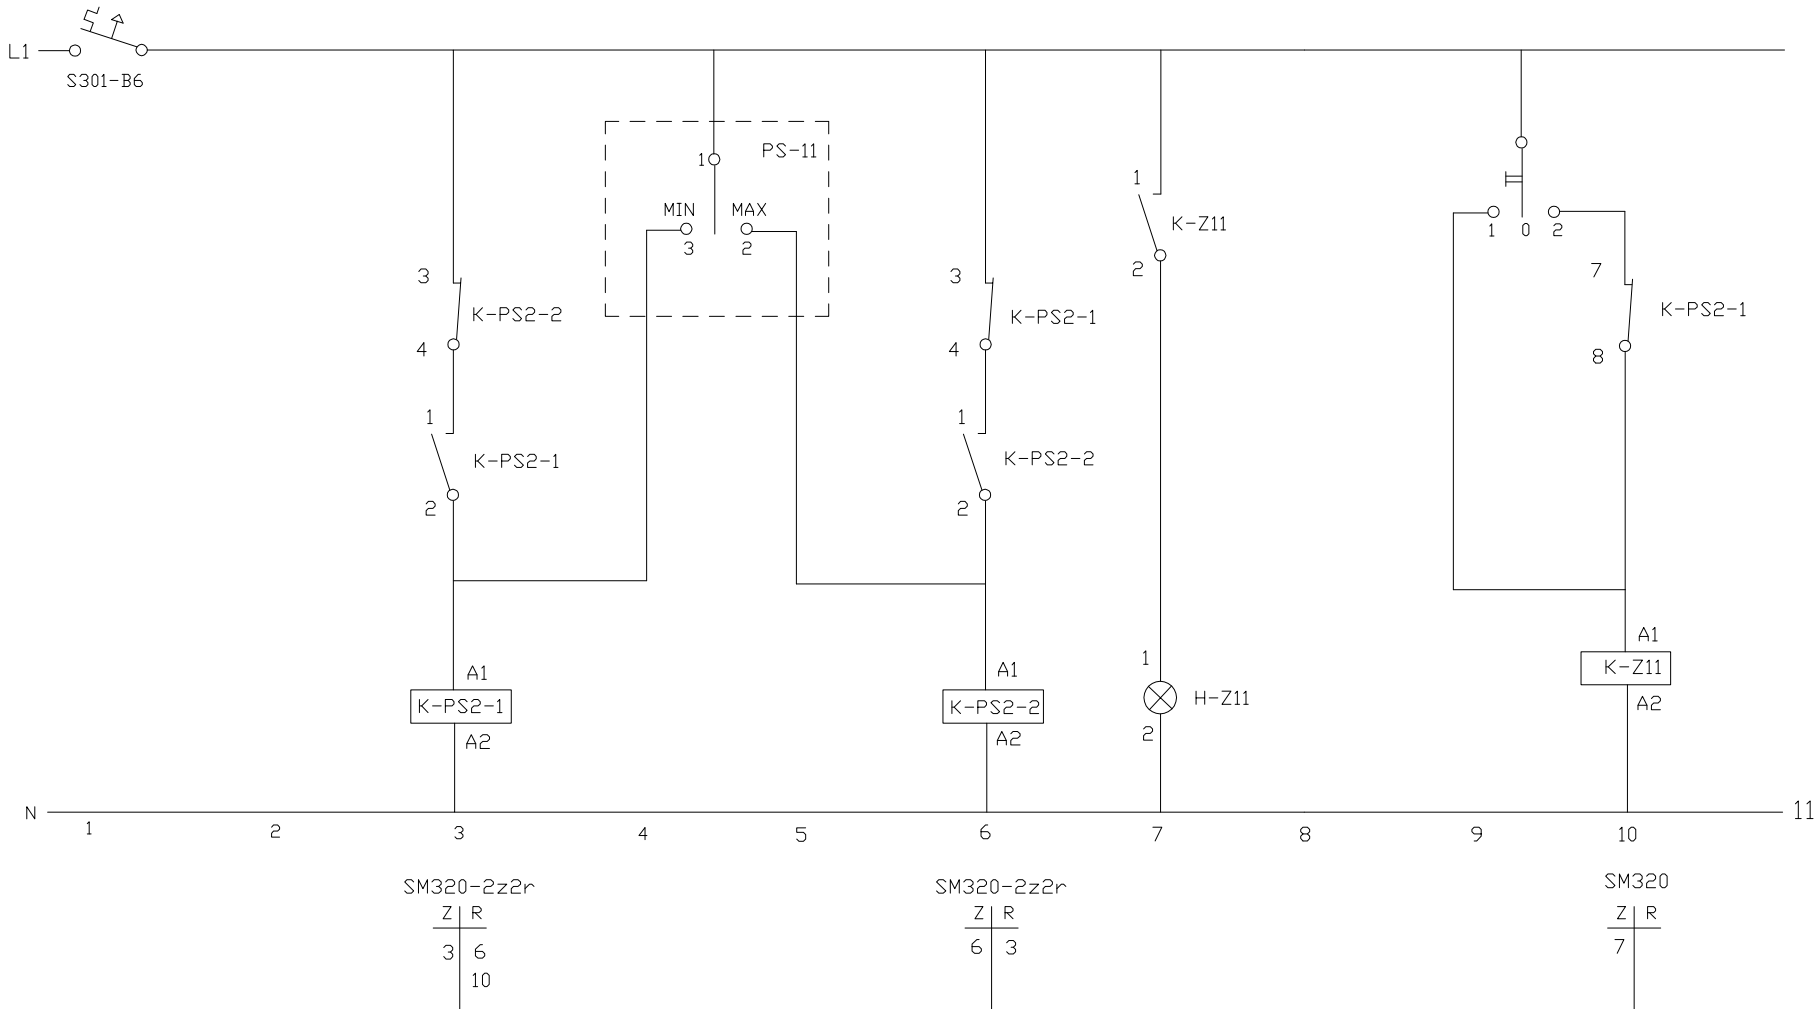 L1
S301-B6
PS-11
1
MIN
MAX
3
2
1
K-Z11
2
1
0
2
3
K-PS2-2
4
3
K-PS2-1
4
7
K-PS2-1
8
1
K-PS2-1
2
1
K-PS2-2
2
A1
K-PS2-1
A2
A1
K-PS2-2
A2
1
H-Z11
2
A1
K-Z11
A2
N
11
1 2 3 4 5 6 7 8 9 10
SM320-2z2r
Z R
3 6
10
SM320-2z2r
Z R
6 3
SM320
Z R
7